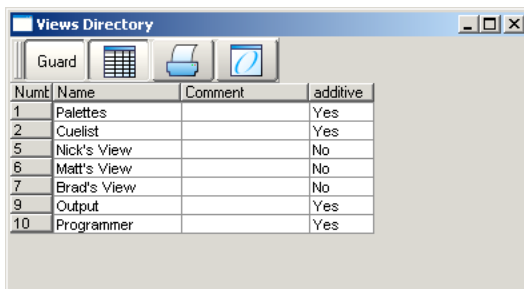 Views Directory
Guard
Numb Name Comment additive
1 Palettes Yes
2 Cuelist Yes
5 Nick's View No
6 Matt's View No
7 Brad's View No
9 Output Yes
10 Programmer Yes